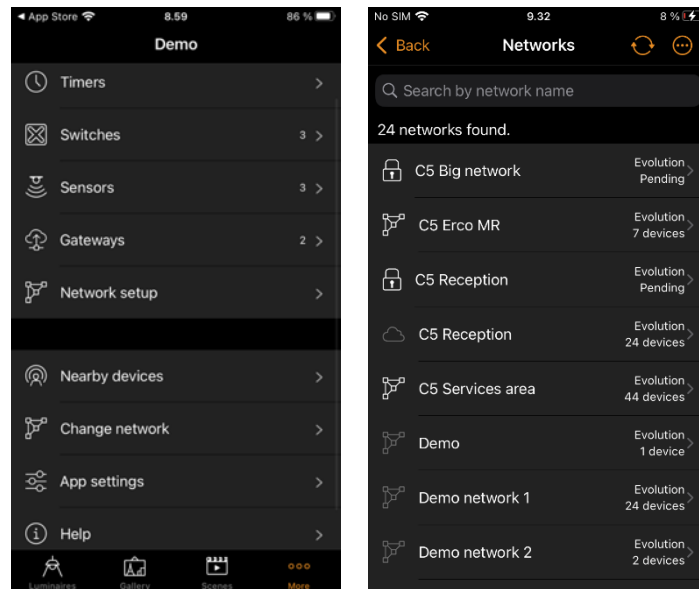 App Store
8.59
86 %
Demo
Timers
Switches
3
Sensors
3
Gateways
2
Network setup
Nearby devices
Change network
App settings
Help
Luminaires
Gallery
Scenes
More
No SIM
9.32
8 %
Back
Networks
Search by network name
24 networks found.
C5 Big network
Evolution
Pending
C5 Erco MR
Evolution
7 devices
C5 Reception
Evolution
Pending
C5 Reception
Evolution
24 devices
C5 Services area
Evolution
44 devices
Demo
Evolution
1 device
Demo network 1
Evolution
24 devices
Demo network 2
Evolution
2 devices